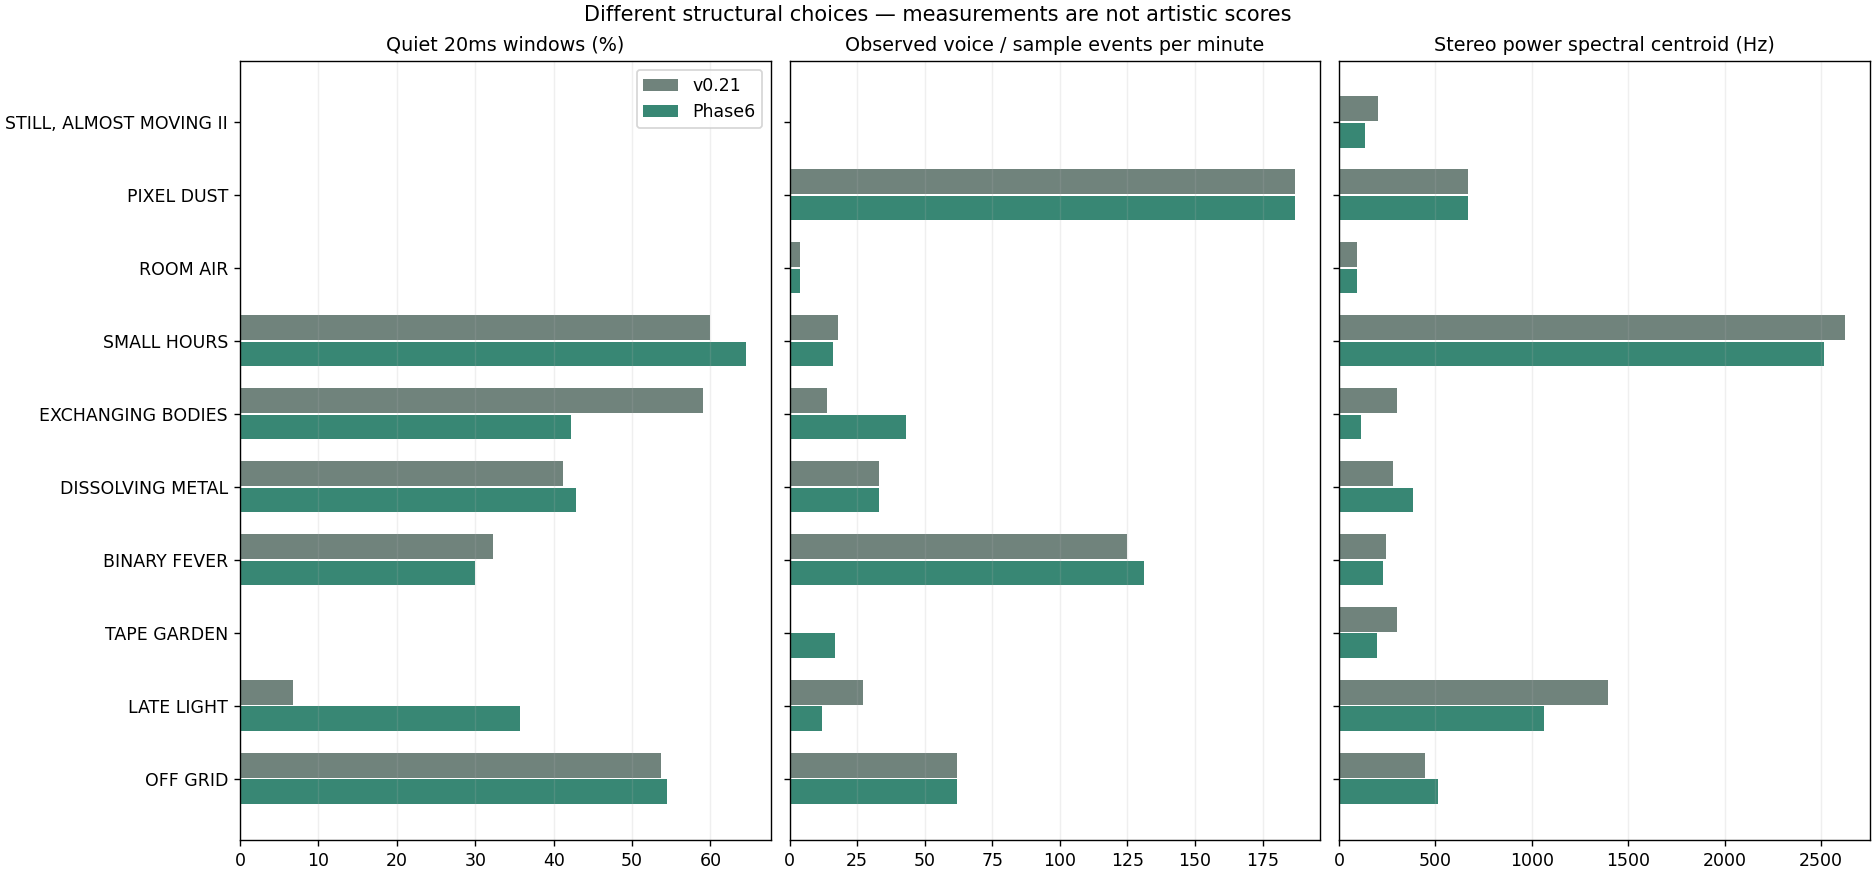 Different structural choices — measurements are not artistic scores
Quiet 20ms windows (%)
Observed voice / sample events per minute
Stereo power spectral centroid (Hz)
v0.21
Phase6
STILL, ALMOST MOVING II
PIXEL DUST
ROOM AIR
SMALL HOURS
EXCHANGING BODIES
DISSOLVING METAL
BINARY FEVER
TAPE GARDEN
LATE LIGHT
OFF GRID
0 10 20 30 40 50 60
0 25 50 75 100 125 150 175
0 500 1000 1500 2000 2500